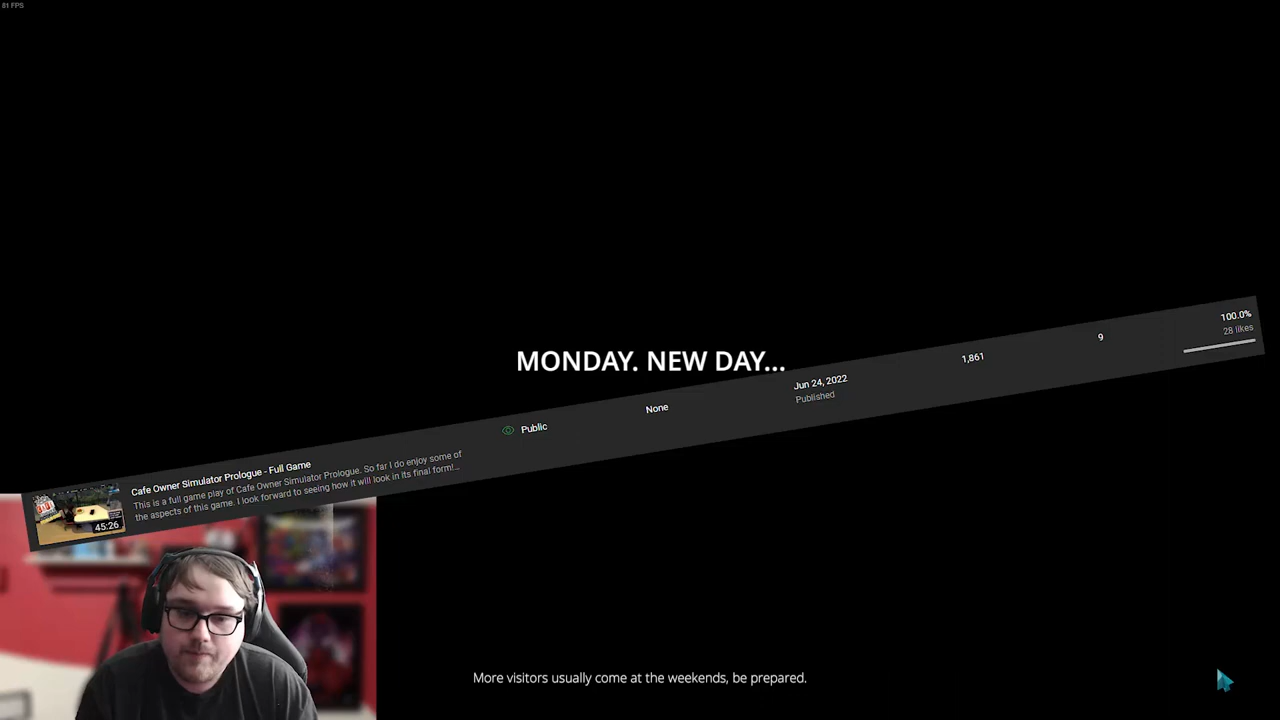 81 FPS
MONDAY. NEW DAY...
100.0%
28 likes
9
1,861
Jun 24, 2022
Published
None
Public
Cafe Owner Simulator Prologue - Full Game
This is a full game play of Cafe Owner Simulator Prologue. So far I do enjoy some of
the aspects of this game. I look forward to seeing how it will look in its final form!...
45:26
More visitors usually come at the weekends, be prepared.